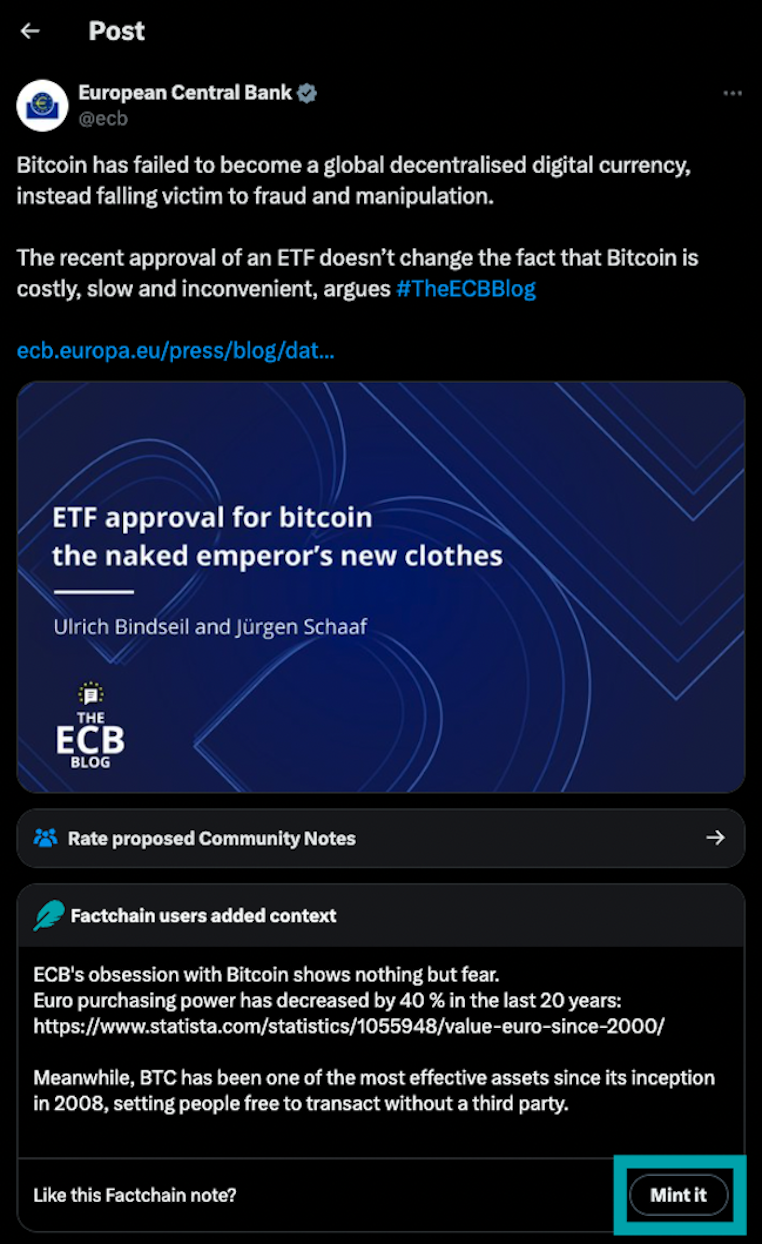 Post
European Central Bank
@ecb
Bitcoin has failed to become a global decentralised digital currency,
instead falling victim to fraud and manipulation.
The recent approval of an ETF doesn’t change the fact that Bitcoin is
costly, slow and inconvenient, argues #TheECBBlog
ecb.europa.eu/press/blog/dat...
ETF approval for bitcoin
the naked emperor’s new clothes
Ulrich Bindseil and Jürgen Schaaf
THE
ECB
BLOG
Rate proposed Community Notes
Factchain users added context
ECB's obsession with Bitcoin shows nothing but fear.
Euro purchasing power has decreased by 40 % in the last 20 years:
https://www.statista.com/statistics/1055948/value-euro-since-2000/
Meanwhile, BTC has been one of the most effective assets since its inception
in 2008, setting people free to transact without a third party.
Like this Factchain note?
Mint it